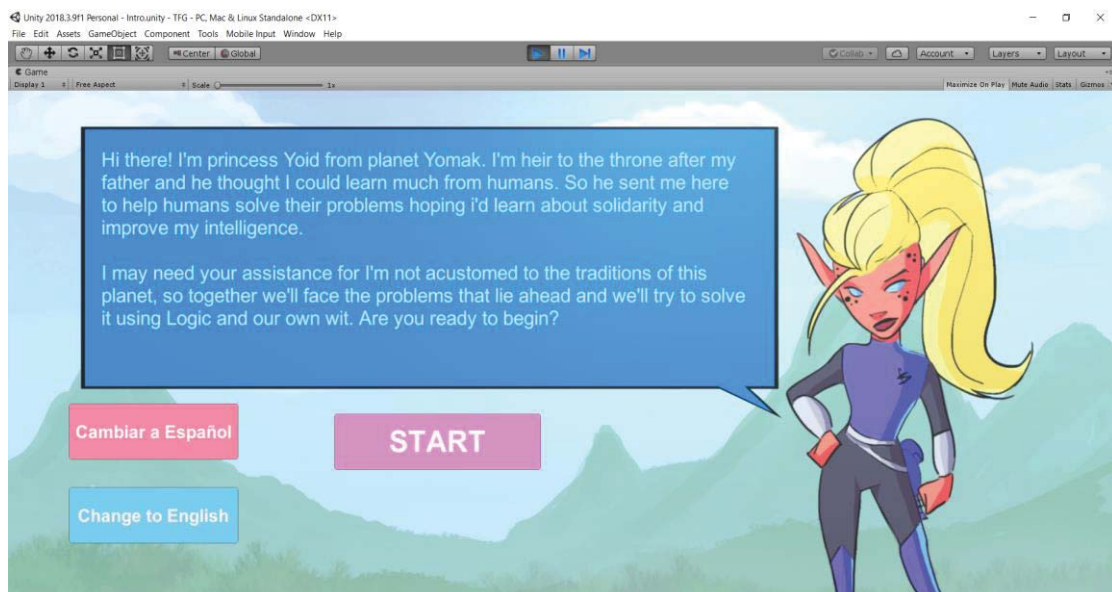 Unity 2018.3.9f1 Personal - Intro.unity - TFG - PC, Mac & Linux Standalone <DX11>
File Edit Assets GameObject Component Tools Mobile Input Window Help
Center Global Collab Account Layers Layout
Game
Display 1 Free Aspect Scale 1x Maximize On Play Mute Audio Stats Gizmos
Hi there! I'm princess Yoid from planet Yomak. I'm heir to the throne after my
father and he thought I could learn much from humans. So he sent me here
to help humans solve their problems hoping i'd learn about solidarity and
improve my intelligence.
I may need your assistance for I'm not acustomed to the traditions of this
planet, so together we'll face the problems that lie ahead and we'll try to solve
it using Logic and our own wit. Are you ready to begin?
Cambiar a Español
START
Change to English